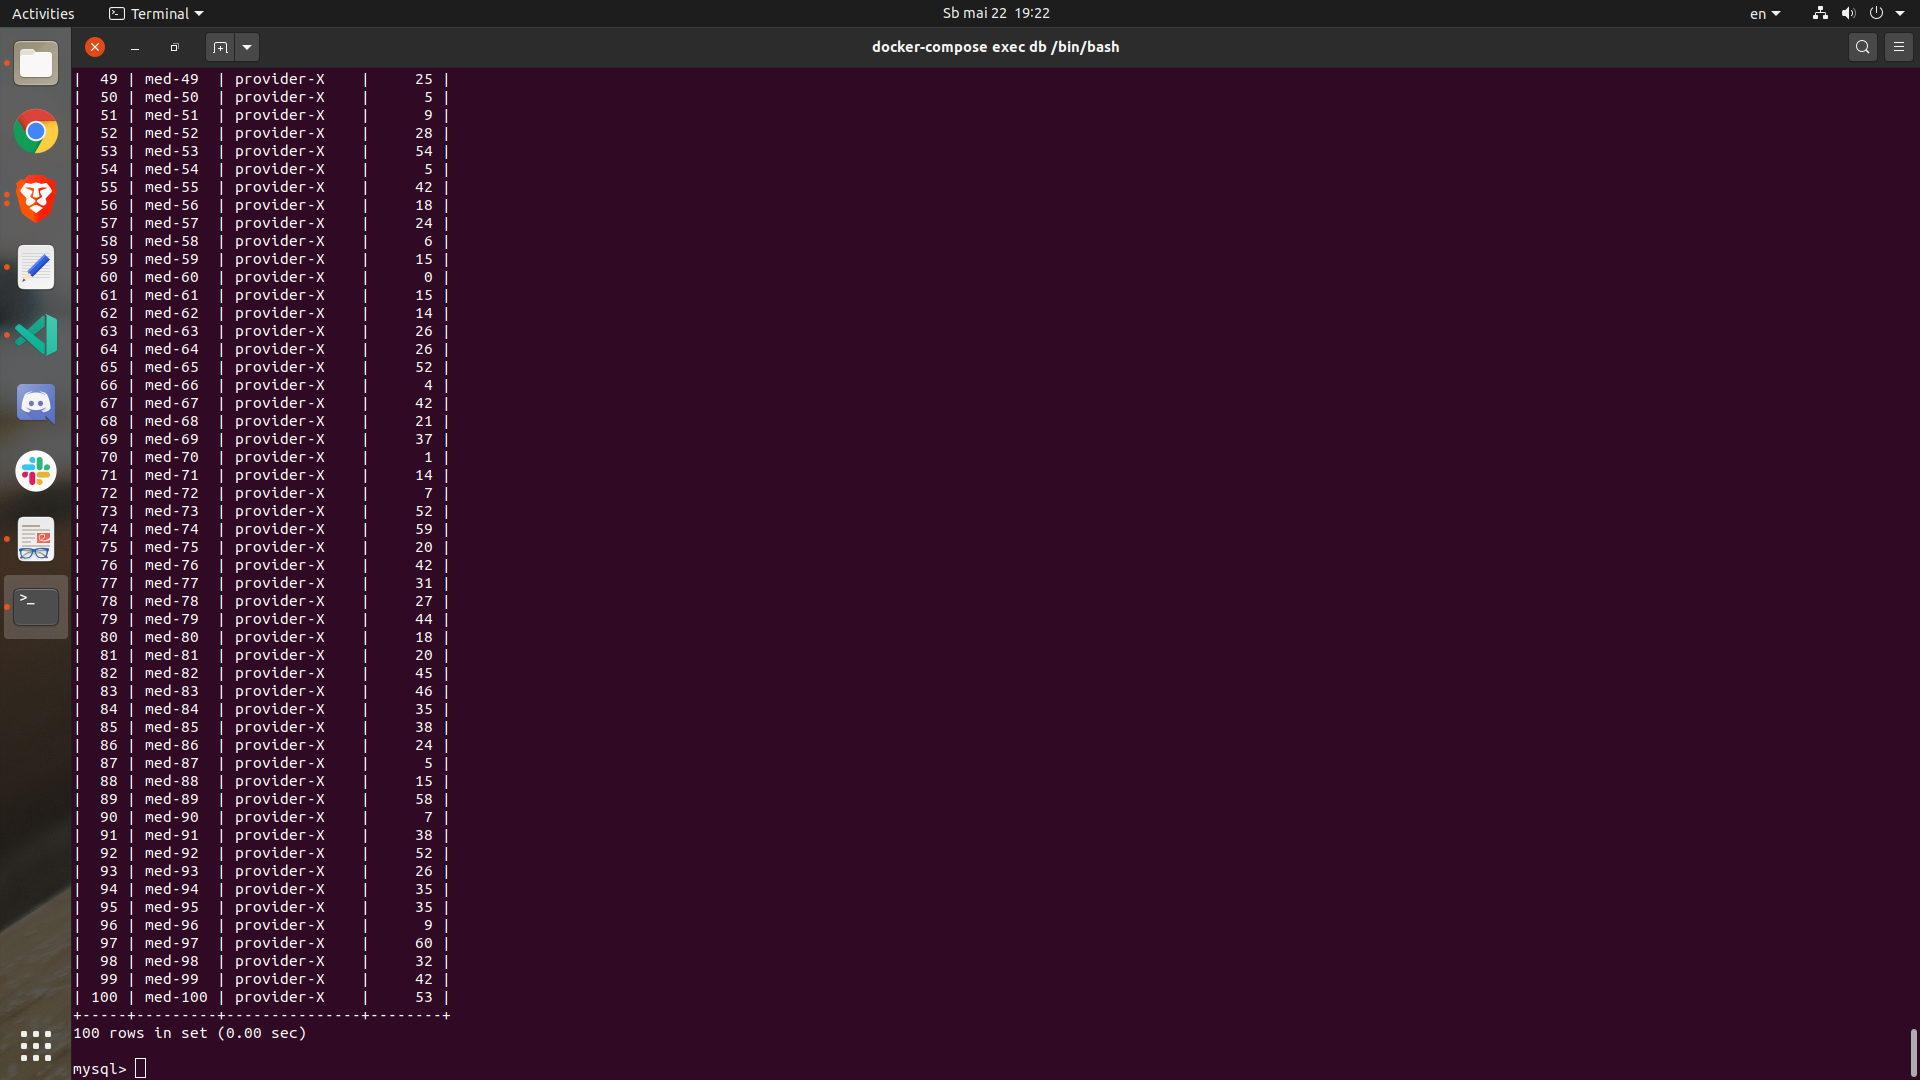 Activities
Terminal
Sb mai 22 19:22
en
docker-compose exec db /bin/bash
| 49 | med-49 | provider-X | 25 |
| 50 | med-50 | provider-X | 5 |
| 51 | med-51 | provider-X | 9 |
| 52 | med-52 | provider-X | 28 |
| 53 | med-53 | provider-X | 54 |
| 54 | med-54 | provider-X | 5 |
| 55 | med-55 | provider-X | 42 |
| 56 | med-56 | provider-X | 18 |
| 57 | med-57 | provider-X | 24 |
| 58 | med-58 | provider-X | 6 |
| 59 | med-59 | provider-X | 15 |
| 60 | med-60 | provider-X | 0 |
| 61 | med-61 | provider-X | 15 |
| 62 | med-62 | provider-X | 14 |
| 63 | med-63 | provider-X | 26 |
| 64 | med-64 | provider-X | 26 |
| 65 | med-65 | provider-X | 52 |
| 66 | med-66 | provider-X | 4 |
| 67 | med-67 | provider-X | 42 |
| 68 | med-68 | provider-X | 21 |
| 69 | med-69 | provider-X | 37 |
| 70 | med-70 | provider-X | 1 |
| 71 | med-71 | provider-X | 14 |
| 72 | med-72 | provider-X | 7 |
| 73 | med-73 | provider-X | 52 |
| 74 | med-74 | provider-X | 59 |
| 75 | med-75 | provider-X | 20 |
| 76 | med-76 | provider-X | 42 |
| 77 | med-77 | provider-X | 31 |
| 78 | med-78 | provider-X | 27 |
| 79 | med-79 | provider-X | 44 |
| 80 | med-80 | provider-X | 18 |
| 81 | med-81 | provider-X | 20 |
| 82 | med-82 | provider-X | 45 |
| 83 | med-83 | provider-X | 46 |
| 84 | med-84 | provider-X | 35 |
| 85 | med-85 | provider-X | 38 |
| 86 | med-86 | provider-X | 24 |
| 87 | med-87 | provider-X | 5 |
| 88 | med-88 | provider-X | 15 |
| 89 | med-89 | provider-X | 58 |
| 90 | med-90 | provider-X | 7 |
| 91 | med-91 | provider-X | 38 |
| 92 | med-92 | provider-X | 52 |
| 93 | med-93 | provider-X | 26 |
| 94 | med-94 | provider-X | 35 |
| 95 | med-95 | provider-X | 35 |
| 96 | med-96 | provider-X | 9 |
| 97 | med-97 | provider-X | 60 |
| 98 | med-98 | provider-X | 32 |
| 99 | med-99 | provider-X | 42 |
| 100 | med-100 | provider-X | 53 |
+-----+---------+---------------+--------+
100 rows in set (0.00 sec)
mysql>